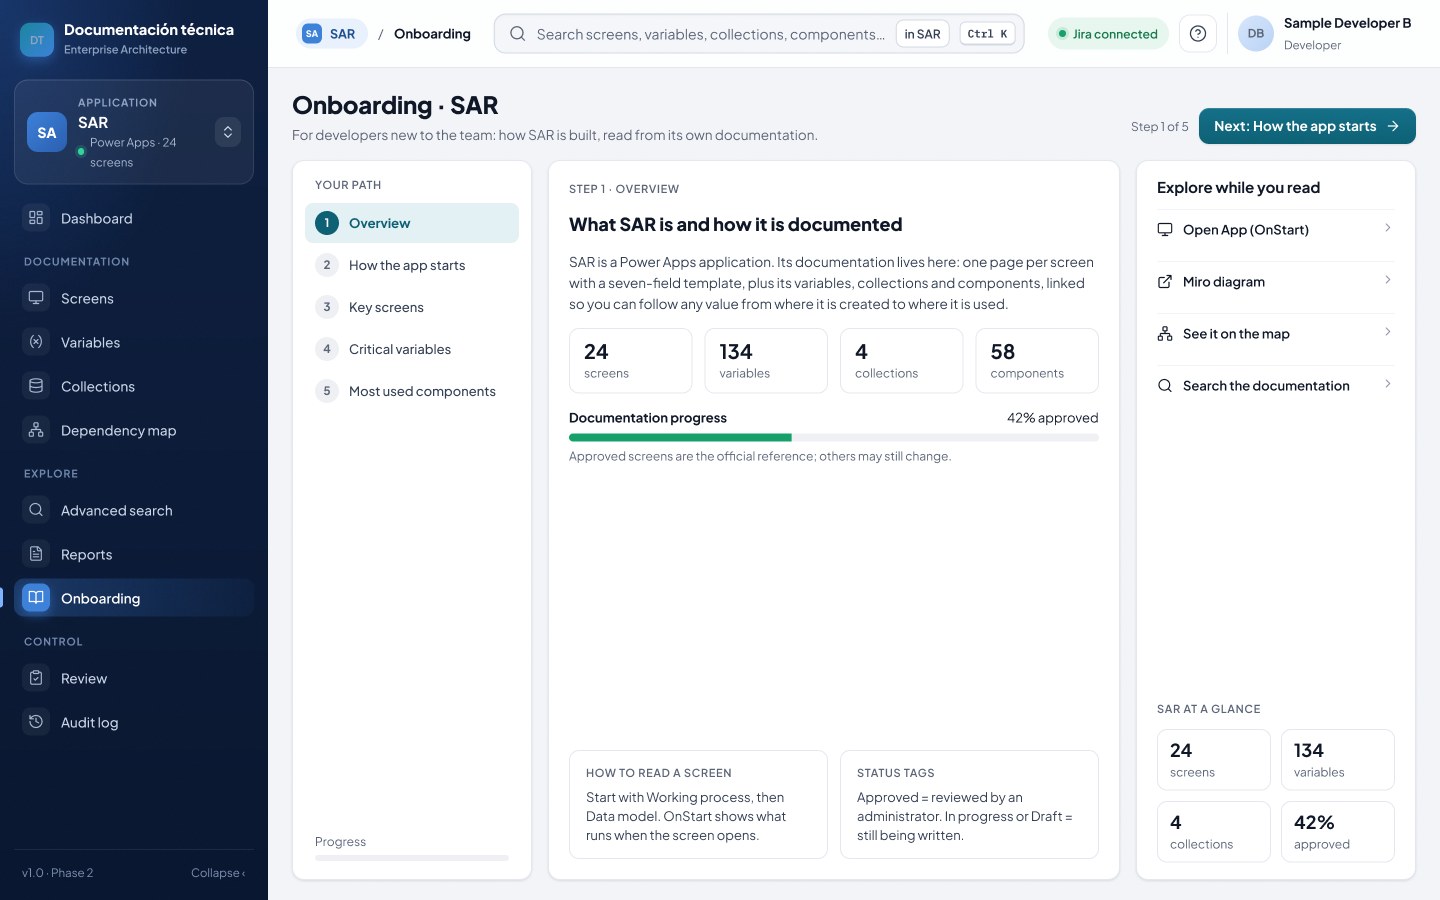 DT
Documentación técnica
Enterprise Architecture
APPLICATION
SA
SAR
Power Apps · 24
screens
Dashboard
DOCUMENTATION
Screens
Variables
Collections
Dependency map
EXPLORE
Advanced search
Reports
Onboarding
CONTROL
Review
Audit log
v1.0 · Phase 2
Collapse ‹
SA SAR / Onboarding
Search screens, variables, collections, components...
in SAR
Ctrl K
Jira connected
DB
Sample Developer B
Developer
Onboarding · SAR
For developers new to the team: how SAR is built, read from its own documentation.
Step 1 of 5
Next: How the app starts →
YOUR PATH
1 Overview
2 How the app starts
3 Key screens
4 Critical variables
5 Most used components
Progress
STEP 1 · OVERVIEW
What SAR is and how it is documented
SAR is a Power Apps application. Its documentation lives here: one page per screen
with a seven-field template, plus its variables, collections and components, linked
so you can follow any value from where it is created to where it is used.
24
screens
134
variables
4
collections
58
components
Documentation progress
42% approved
Approved screens are the official reference; others may still change.
HOW TO READ A SCREEN
Start with Working process, then
Data model. OnStart shows what
runs when the screen opens.
STATUS TAGS
Approved = reviewed by an
administrator. In progress or Draft =
still being written.
Explore while you read
Open App (OnStart)
Miro diagram
See it on the map
Search the documentation
SAR AT A GLANCE
24
screens
134
variables
4
collections
42%
approved